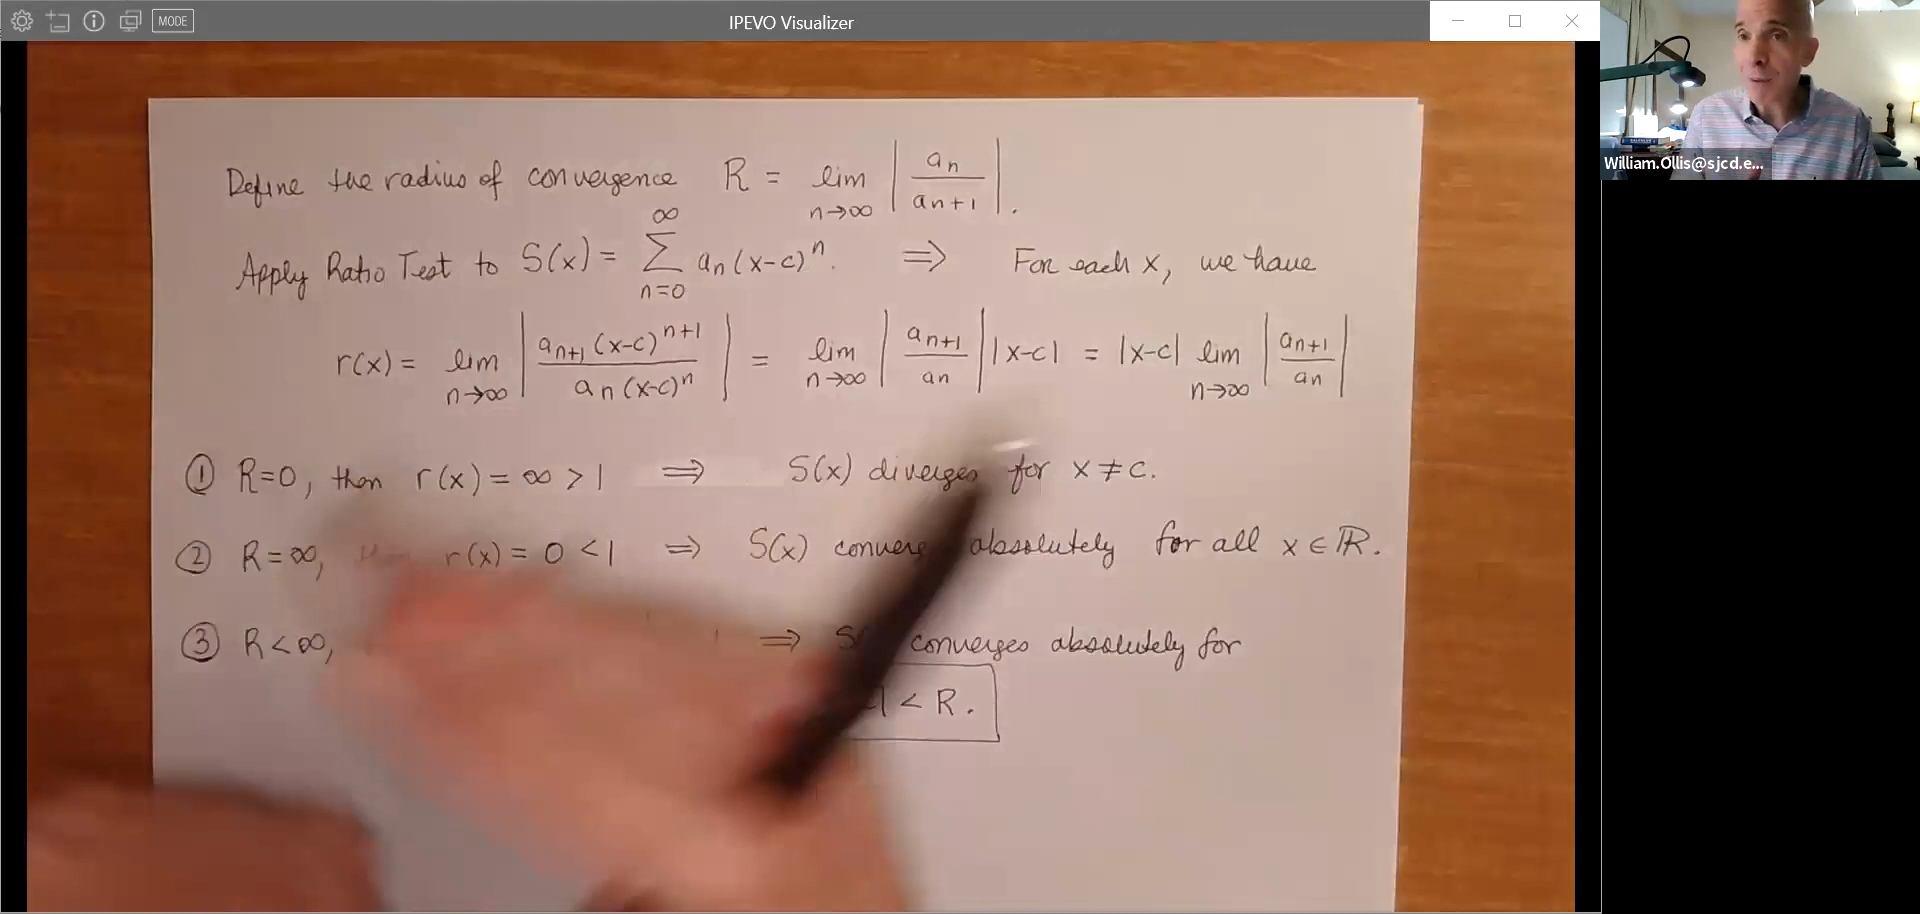 MODE
IPEVO Visualizer
William.Ollis@sjcd.e...
Define the radius of convergence R = lim n→∞ | an / an+1 | .
Apply Ratio Test to S(x) = ∞ Σ n=0 an (x-c)^n. ⇒ For each x, we have
r(x) = lim n→∞ | an+1 (x-c)^n+1 / an (x-c)^n | = lim n→∞ | an+1 / an | |x-c| = |x-c| lim n→∞ | an+1 / an |
① R=0, then r(x) = ∞ > 1 ⇒ S(x) diverges for x ≠ c.
② R=∞, then r(x) = 0 < 1 ⇒ S(x) converg absolutely for all x ∈ ℝ.
③ R<∞, ⇒ S converges absolutely for
| < R.